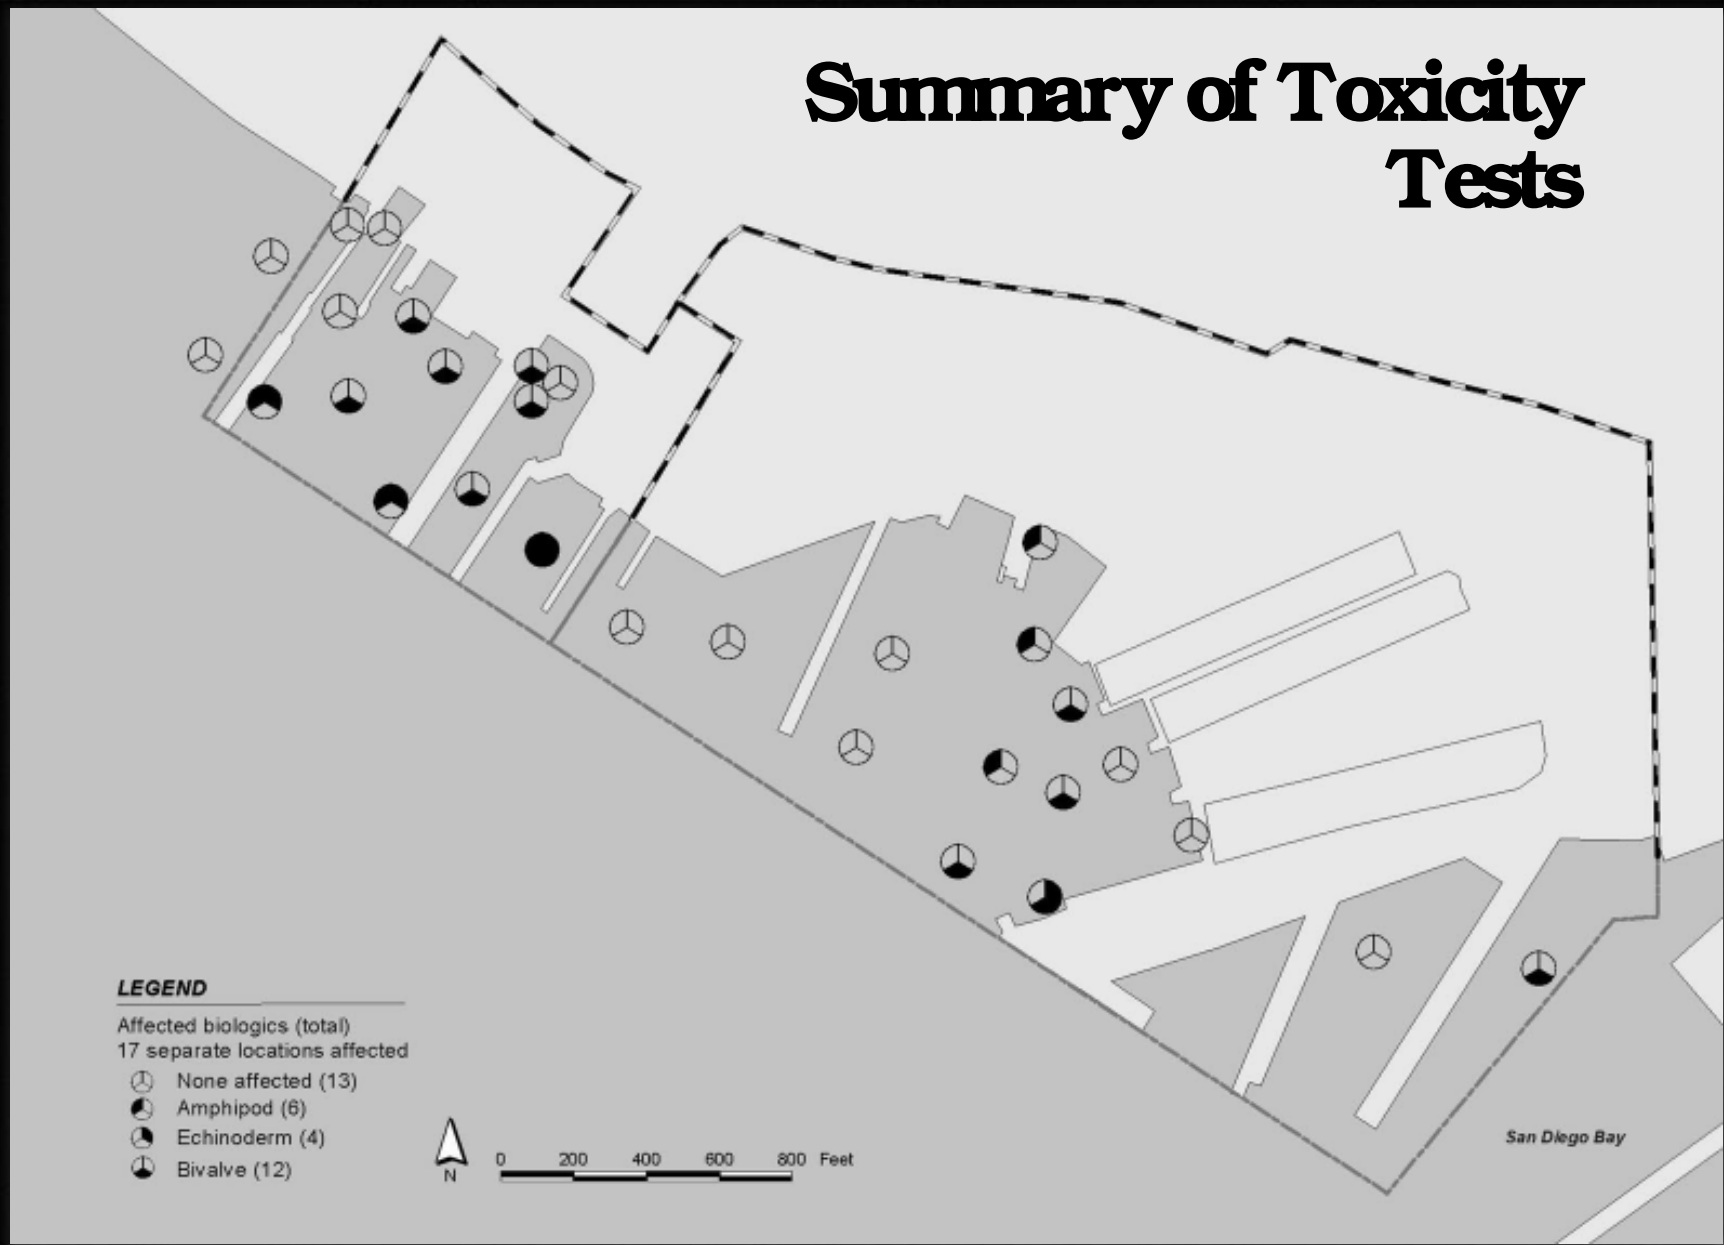 Summary of Toxicity
Tests
LEGEND
Affected biologics (total)
17 separate locations affected
None affected (13)
Amphipod (6)
Echinoderm (4)
Bivalve (12)
N
0 200 400 600 800 Feet
San Diego Bay